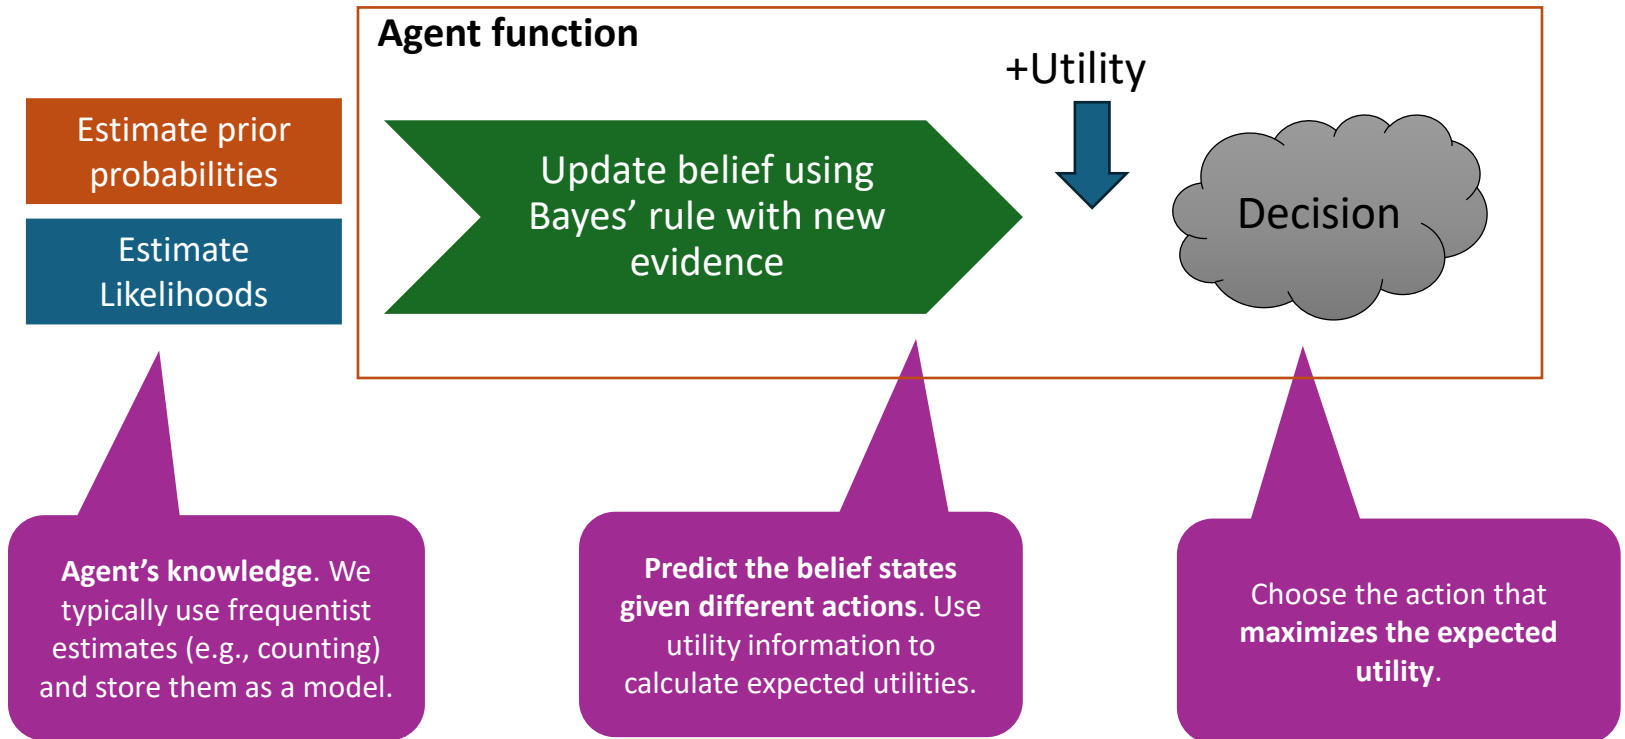 Agent function
+Utility
Estimate prior
probabilities
Estimate
Likelihoods
Update belief using
Bayes’ rule with new
evidence
Decision
Agent’s knowledge. We
typically use frequentist
estimates (e.g., counting)
and store them as a model.
Predict the belief states
given different actions. Use
utility information to
calculate expected utilities.
Choose the action that
maximizes the expected
utility.